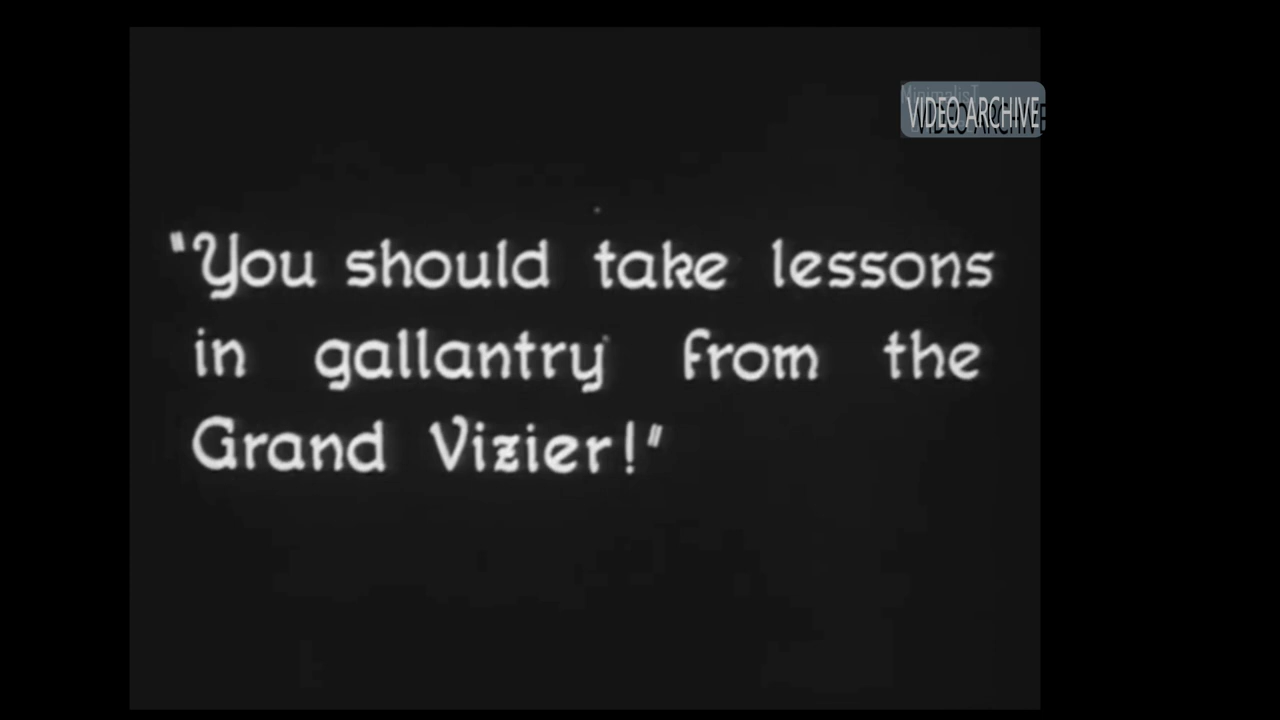 VIDEO ARCHIVE
"You should take lessons
in gallantry from the
Grand Vizier!"